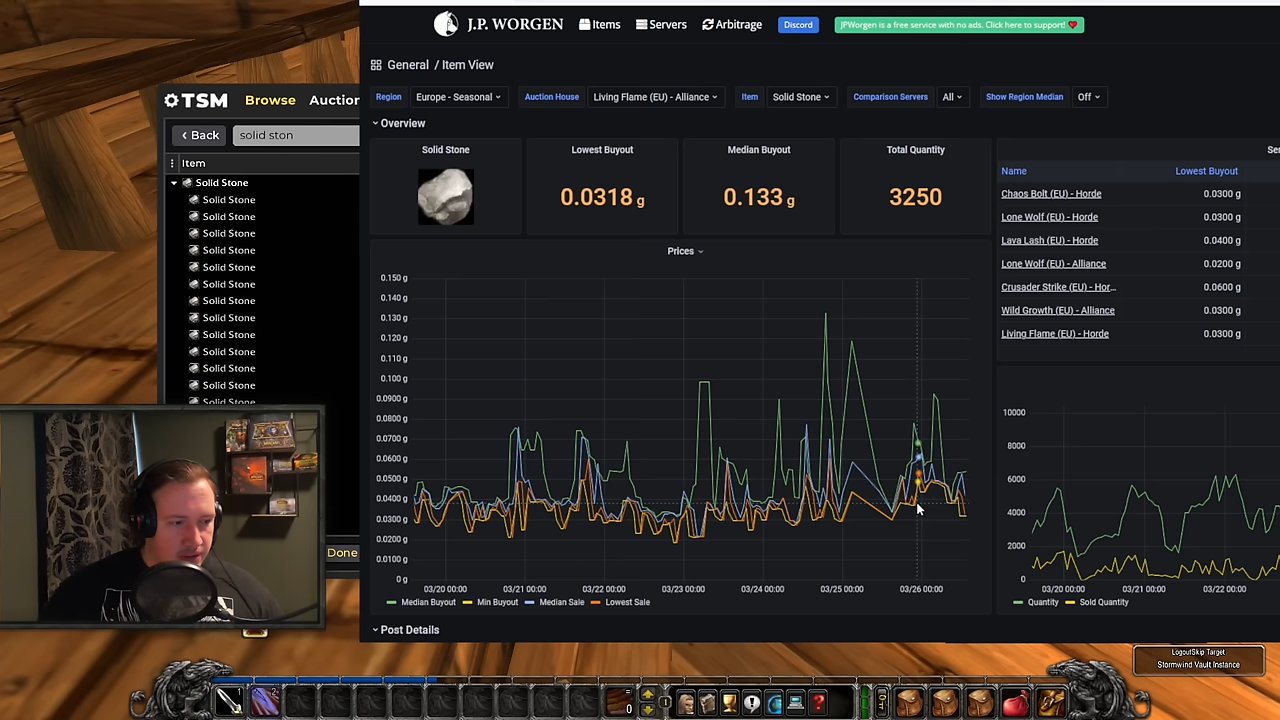 J.P. WORGEN
Items
Servers
Arbitrage
Discord
JPWorgen is a free service with no ads. Click here to support!
General / Item View
Region
Europe - Seasonal
Auction House
Living Flame (EU) - Alliance
Item
Solid Stone
Comparison Servers
All
Show Region Median
Off
Overview
Solid Stone
Lowest Buyout
0.0318 g
Median Buyout
0.133 g
Total Quantity
3250
Name
Lowest Buyout
Chaos Bolt (EU) - Horde
0.0300 g
Lone Wolf (EU) - Horde
0.0300 g
Lava Lash (EU) - Horde
0.0400 g
Lone Wolf (EU) - Alliance
0.0200 g
Crusader Strike (EU) - Hor...
0.0600 g
Wild Growth (EU) - Alliance
0.0300 g
Living Flame (EU) - Horde
0.0300 g
Prices
0.150 g
0.140 g
0.130 g
0.120 g
0.110 g
0.100 g
0.0900 g
0.0800 g
0.0700 g
0.0600 g
0.0500 g
0.0400 g
0.0300 g
0.0200 g
0.0100 g
0 g
03/20 00:00
03/21 00:00
03/22 00:00
03/23 00:00
03/24 00:00
03/25 00:00
03/26 00:00
Median Buyout
Min Buyout
Median Sale
Lowest Sale
10000
8000
6000
4000
2000
0
03/20 00:00
03/21 00:00
03/22 00:00
Quantity
Sold Quantity
Post Details
TSM
Browse
Auction
Back
solid ston
Item
Solid Stone
Solid Stone
Solid Stone
Solid Stone
Solid Stone
Solid Stone
Solid Stone
Solid Stone
Solid Stone
Solid Stone
Solid Stone
Solid Stone
Solid Stone
Solid Stone
Done
Logout/Skip Target
Stormwind Vault Instance
0